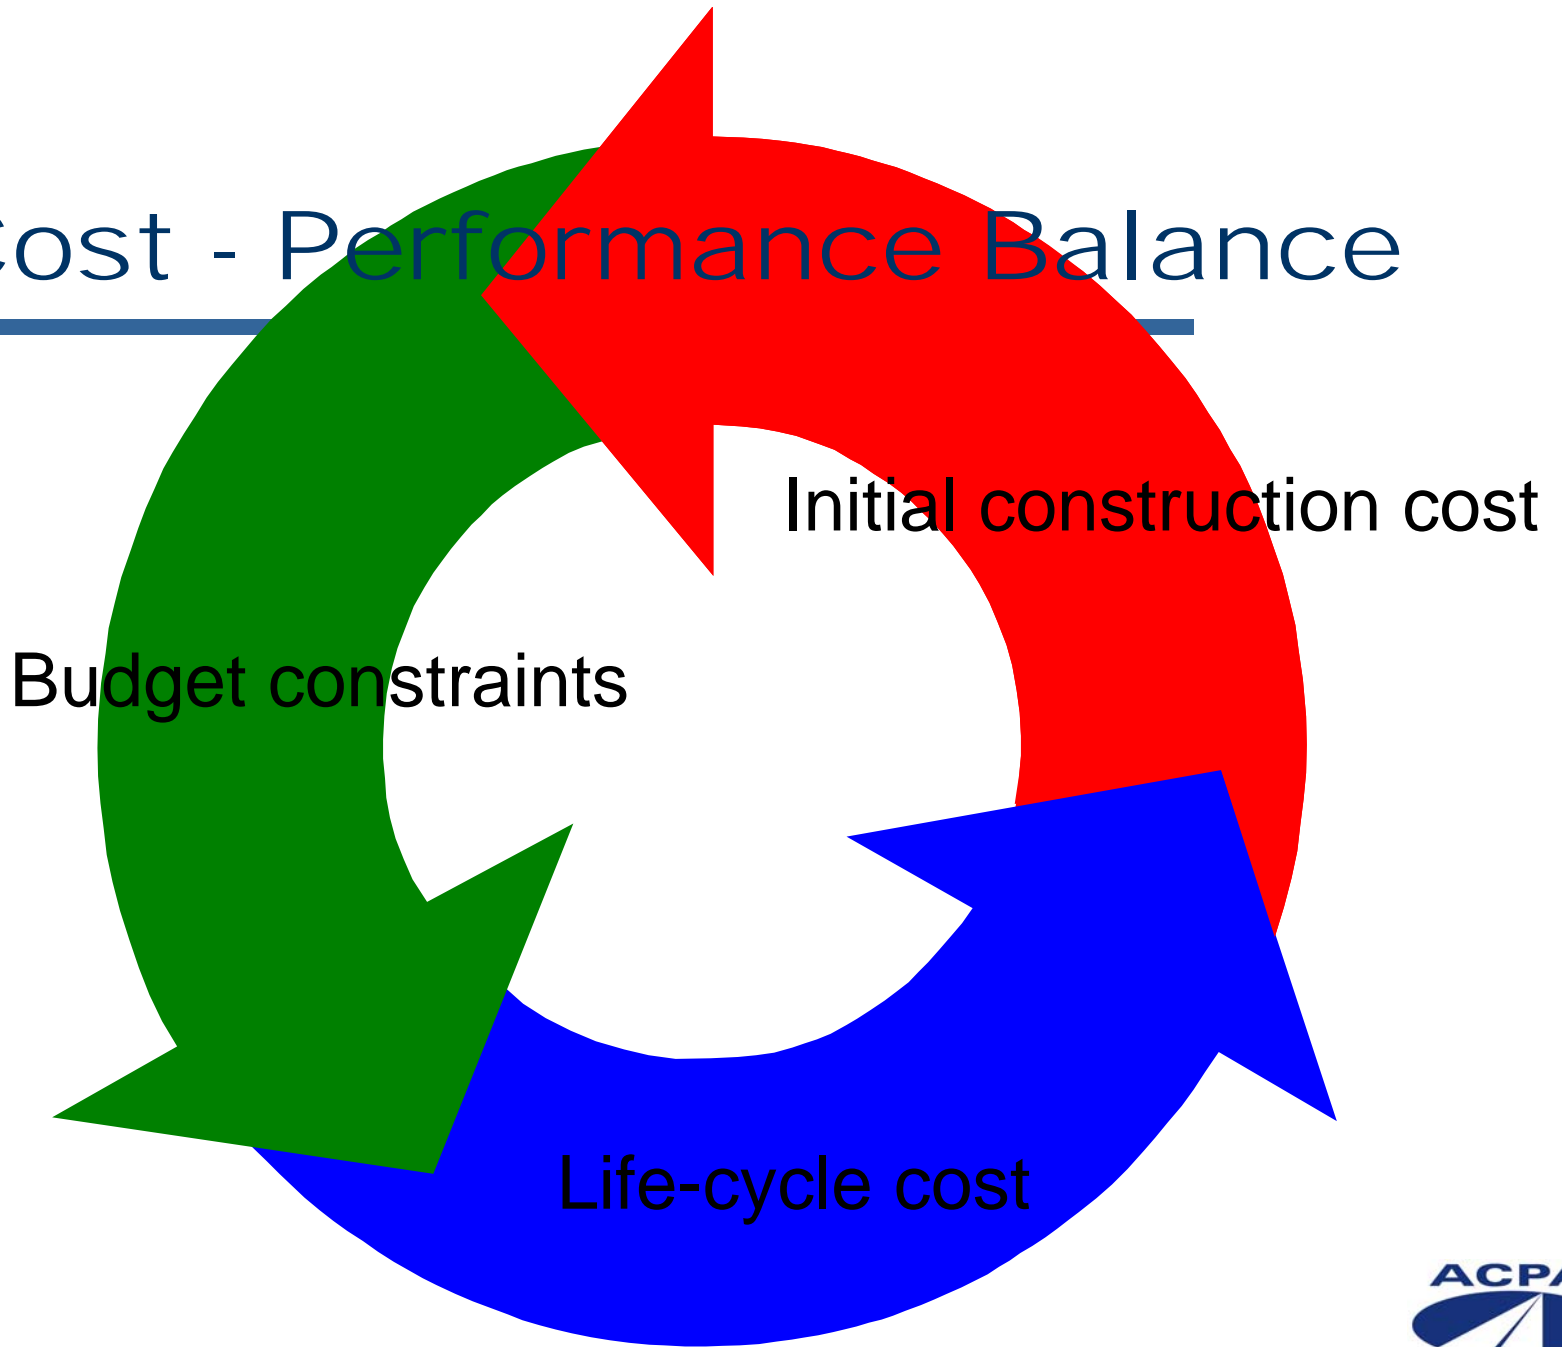 Cost - Performance Balance
Initial construction cost
Budget constraints
Life-cycle cost
ACPA